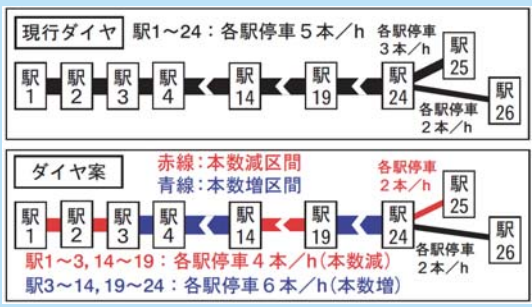 現行ダイヤ 駅1～24：各駅停車5本／h
各駅停車
3本／h
駅
25
駅
1
駅
2
駅
3
駅
4
駅
14
駅
19
駅
24
各駅停車
2本／h
駅
26
ダイヤ案
赤線：本数減区間
青線：本数増区間
各駅停車
2本／h
駅
25
駅
1
駅
2
駅
3
駅
4
駅
14
駅
19
駅
24
各駅停車
2本／h
駅
26
駅1～3, 14～19：各駅停車4本／h(本数減)
駅3～14, 19～24：各駅停車6本／h(本数増)